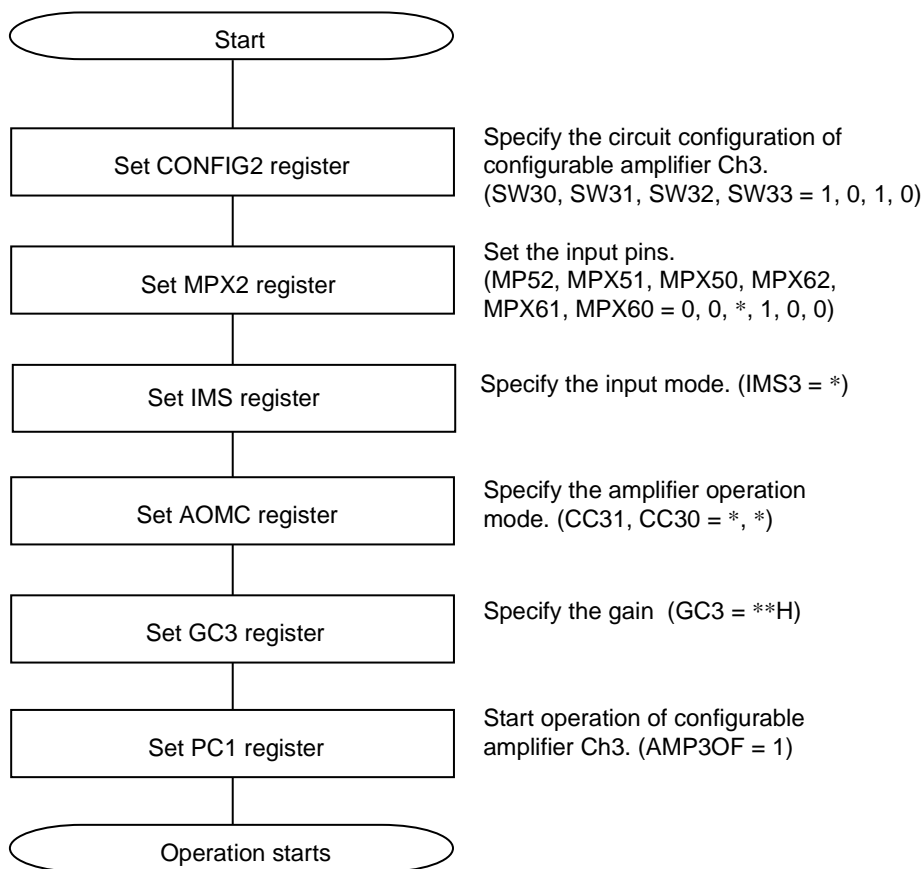 Start
Set CONFIG2 register
Specify the circuit configuration of
configurable amplifier Ch3.
(SW30, SW31, SW32, SW33 = 1, 0, 1, 0)
Set MPX2 register
Set the input pins.
(MP52, MPX51, MPX50, MPX62,
MPX61, MPX60 = 0, 0, *, 1, 0, 0)
Set IMS register
Specify the input mode. (IMS3 = *)
Set AOMC register
Specify the amplifier operation
mode. (CC31, CC30 = *, *)
Set GC3 register
Specify the gain (GC3 = **H)
Set PC1 register
Start operation of configurable
amplifier Ch3. (AMP3OF = 1)
Operation starts